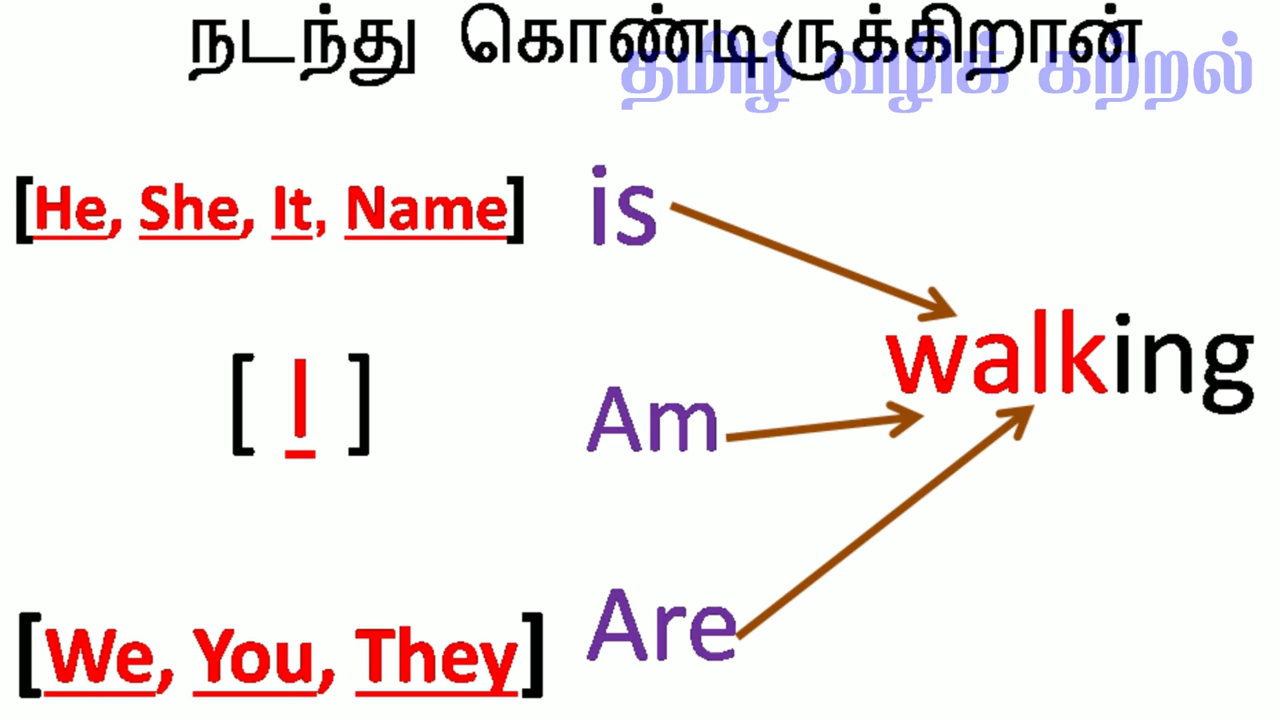 நடந்து கொண்டிருக்கிறான்
தமிழ் வழிக் கற்றல்
[He, She, It, Name] is
walking
[ I ] Am
[We, You, They] Are